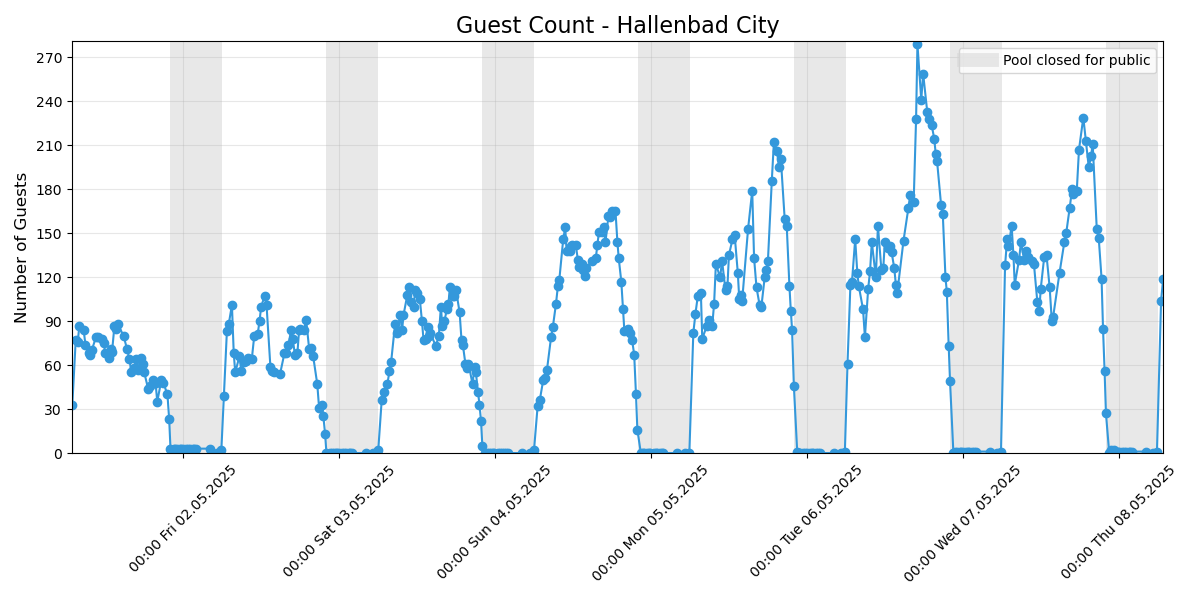 Guest Count - Hallenbad City
Pool closed for public
Number of Guests
270
240
210
180
150
120
90
60
30
0
00:00 Fri 02.05.2025
00:00 Sat 03.05.2025
00:00 Sun 04.05.2025
00:00 Mon 05.05.2025
00:00 Tue 06.05.2025
00:00 Wed 07.05.2025
00:00 Thu 08.05.2025